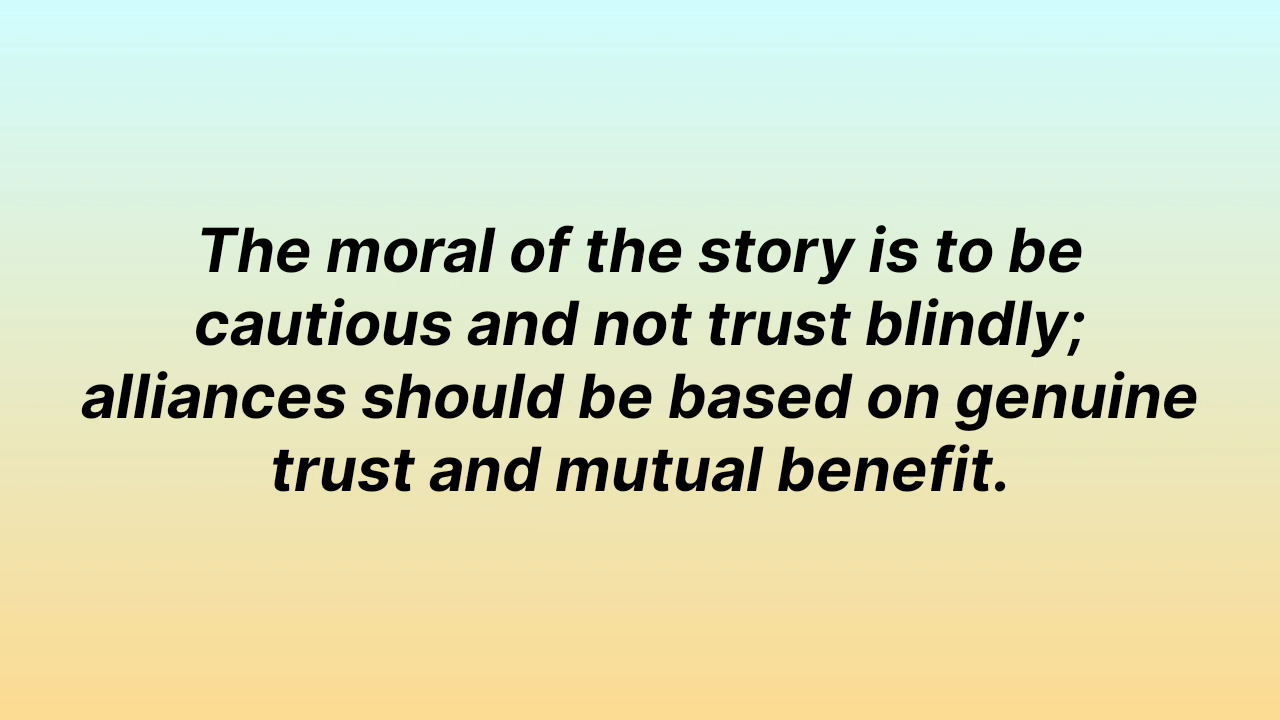 The moral of the story is to be
cautious and not trust blindly;
alliances should be based on genuine
trust and mutual benefit.